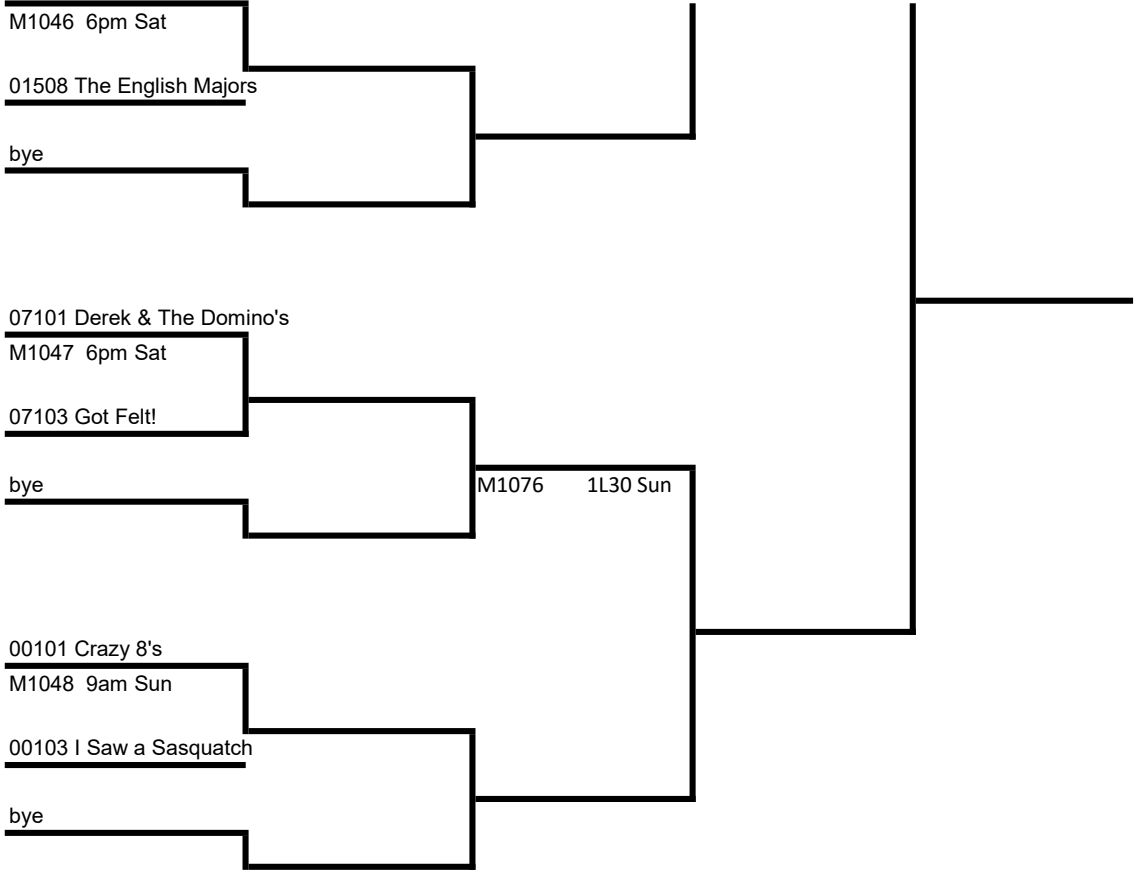 M1046  6pm Sat
01508 The English Majors
bye
07101 Derek & The Domino's
M1047  6pm Sat
07103 Got Felt!
bye
M1076 1L30 Sun
00101 Crazy 8's
M1048  9am Sun
00103 I Saw a Sasquatch
bye